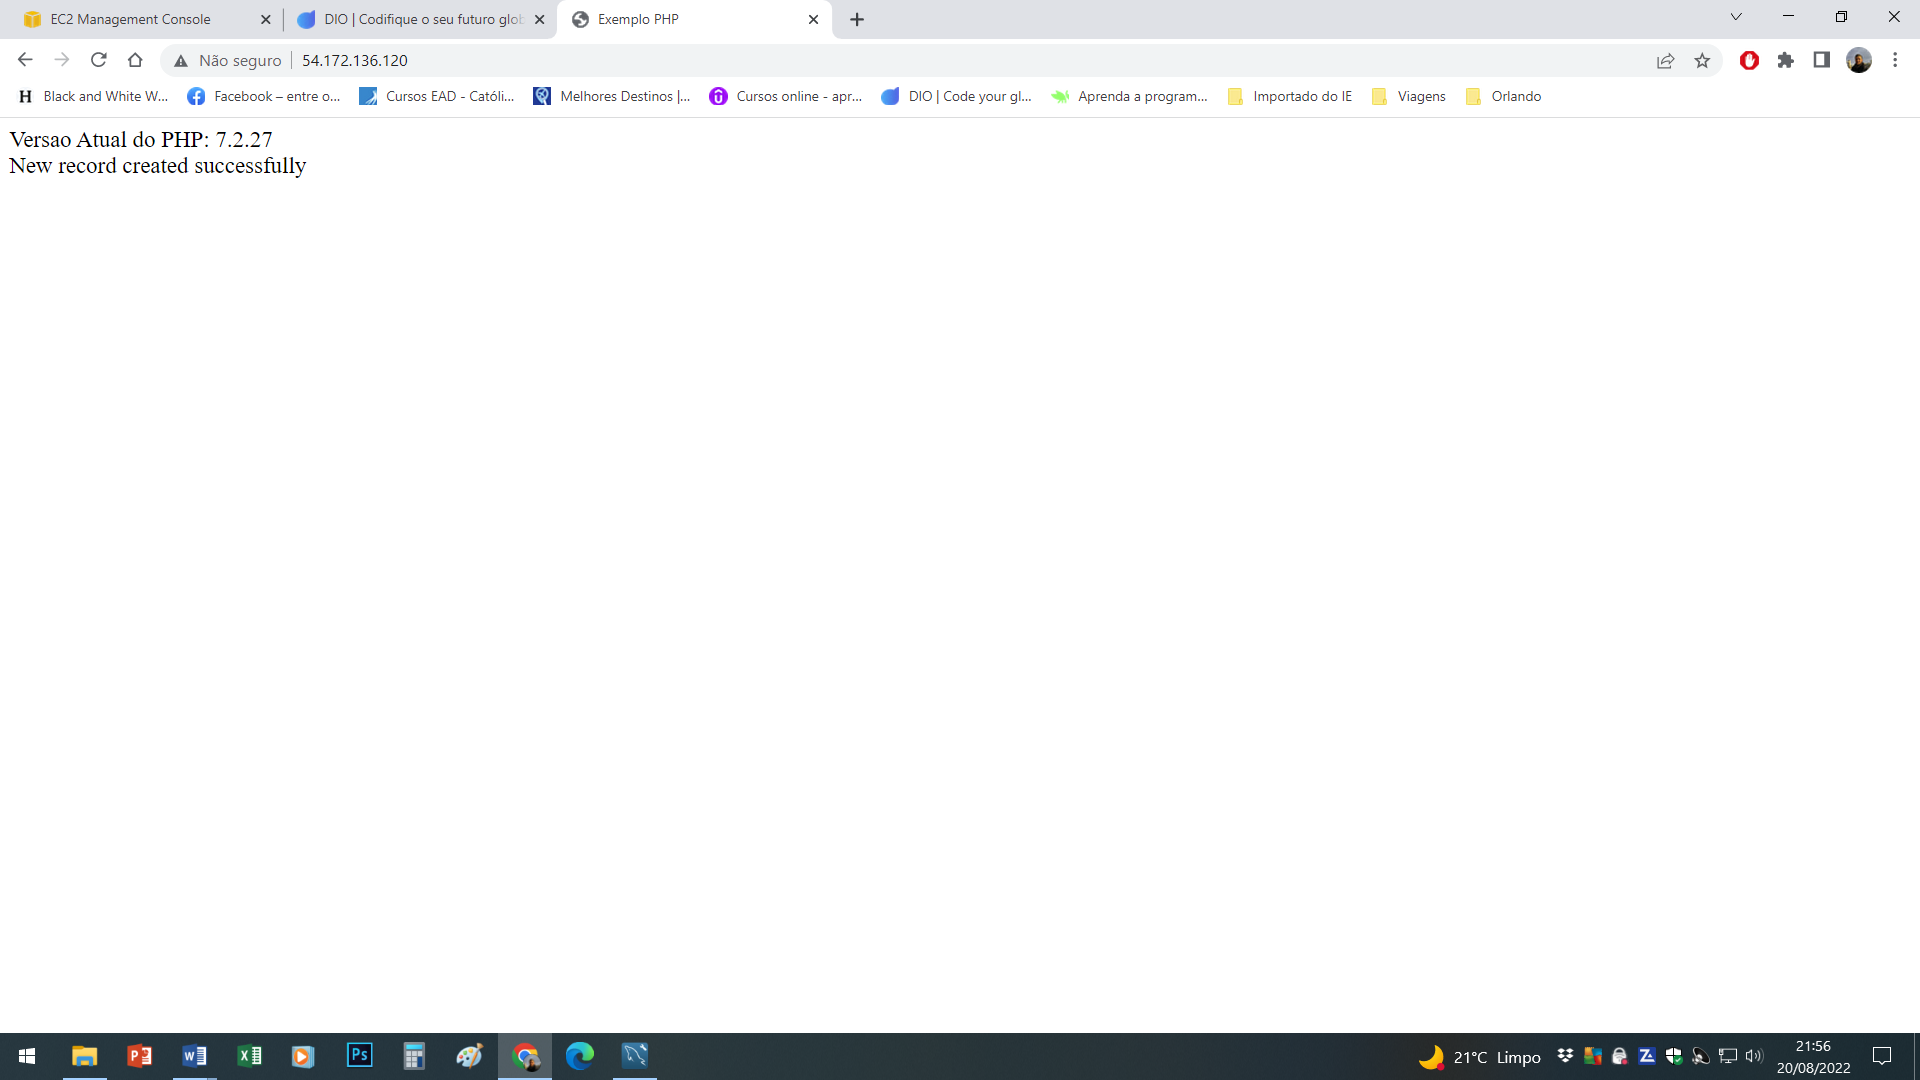 EC2 Management Console
DIO | Codifique o seu futuro glob
Exemplo PHP
Não seguro
54.172.136.120
H Black and White W...
Facebook – entre o...
Cursos EAD - Católi...
Melhores Destinos |...
Cursos online - apr...
DIO | Code your gl...
Aprenda a program...
Importado do IE
Viagens
Orlando
Versao Atual do PHP: 7.2.27
New record created successfully
Ps
21°C Limpo
21:56
20/08/2022